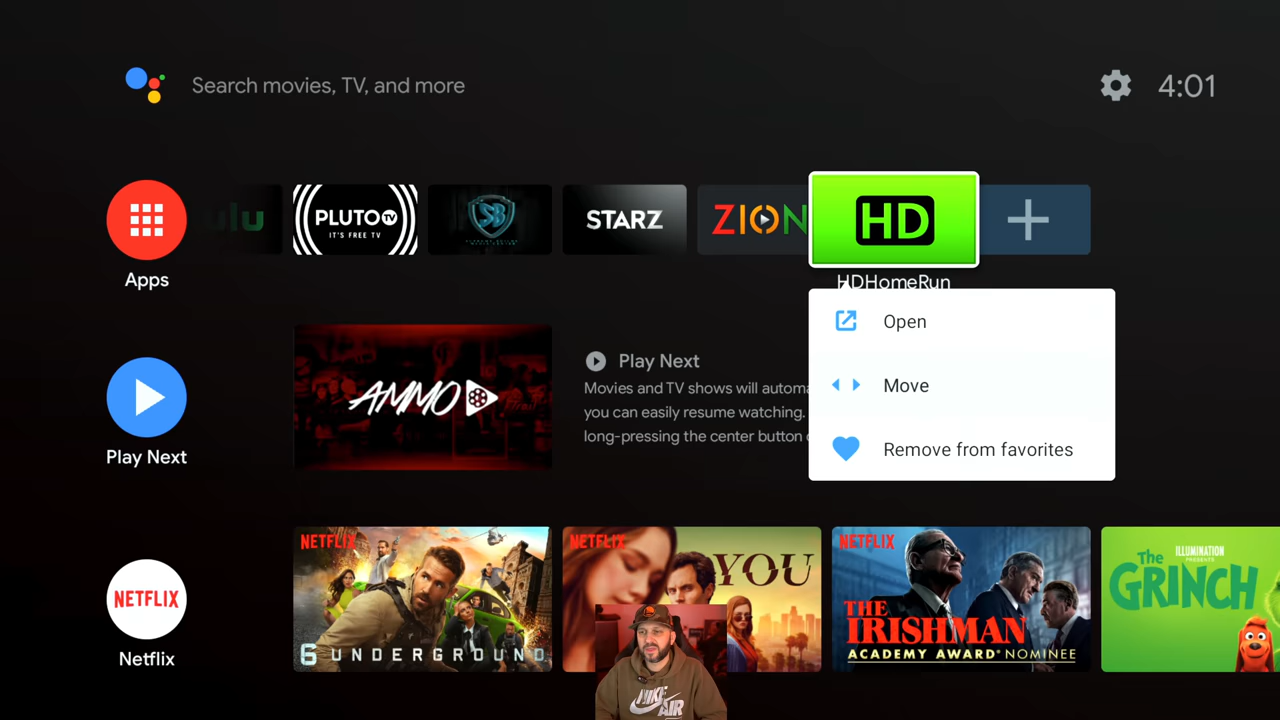 Search movies, TV, and more
4:01
ulu
PLUTO TV
IT'S FREE TV
SB
STARZ
ZION
HD
Apps
HDHomeRun
Open
Move
Remove from favorites
AMMO
Play Next
Movies and TV shows will automa
you can easily resume watching.
long-pressing the center button o
Play Next
NETFLIX
6 UNDERGROUND
NETFLIX
YOU
NETFLIX
THE
IRISHMAN
ACADEMY AWARD® NOMINEE
ILLUMINATION
PRESENTS
The
GRINCH
NETFLIX
Netflix
NIKE
AIR